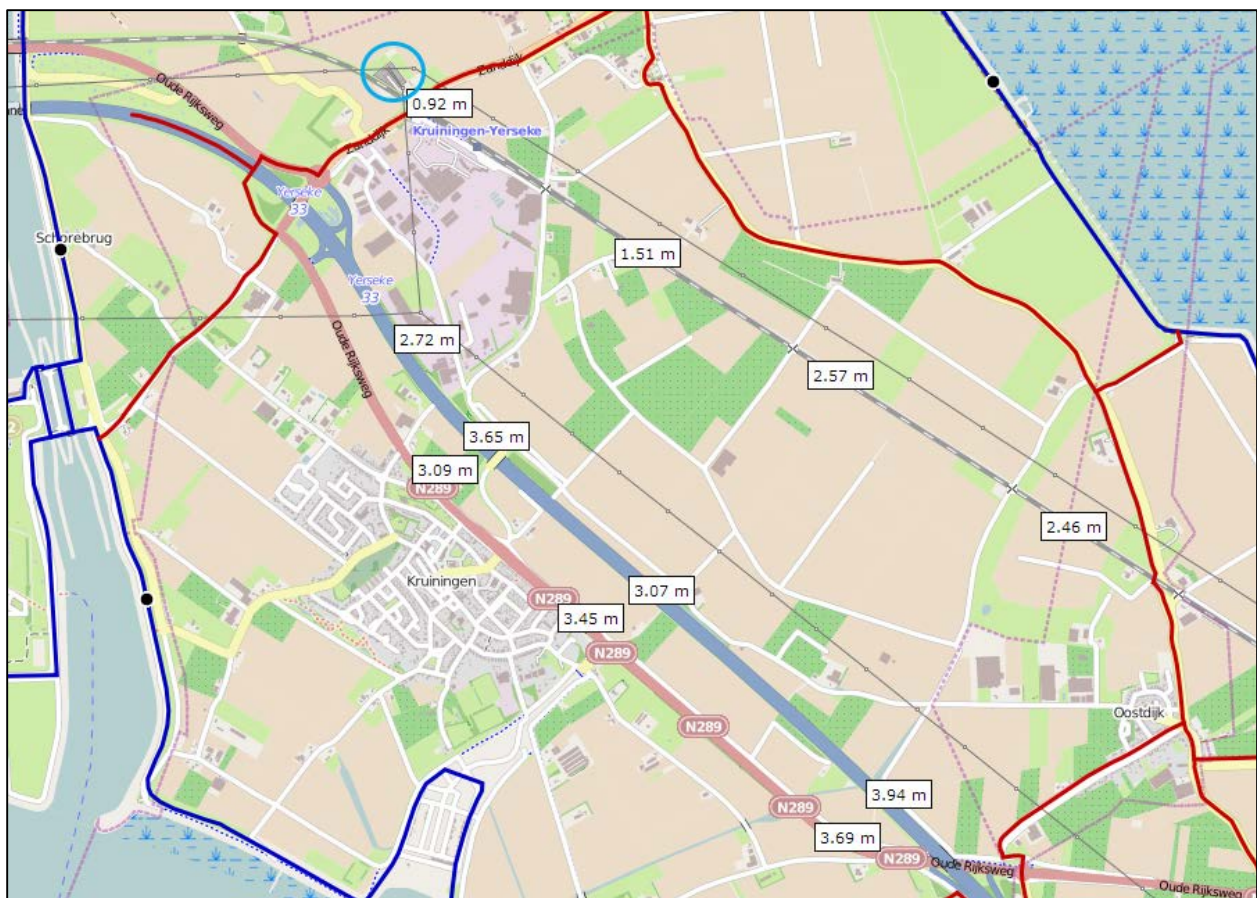 Oude Rijksweg
Zanddijk
0.92 m
Kruiningen-Yerseke
Zanddijk
Yerseke
33
Schorebrug
1.51 m
Yerseke
33
Oude Rijksweg
2.72 m
2.57 m
3.65 m
3.09 m
N289
2.46 m
Kruiningen
3.07 m
N289
3.45 m
N289
Oostdijk
N289
3.94 m
N289
3.69 m
N289
Oude Rijksweg
Oude Rijksweg